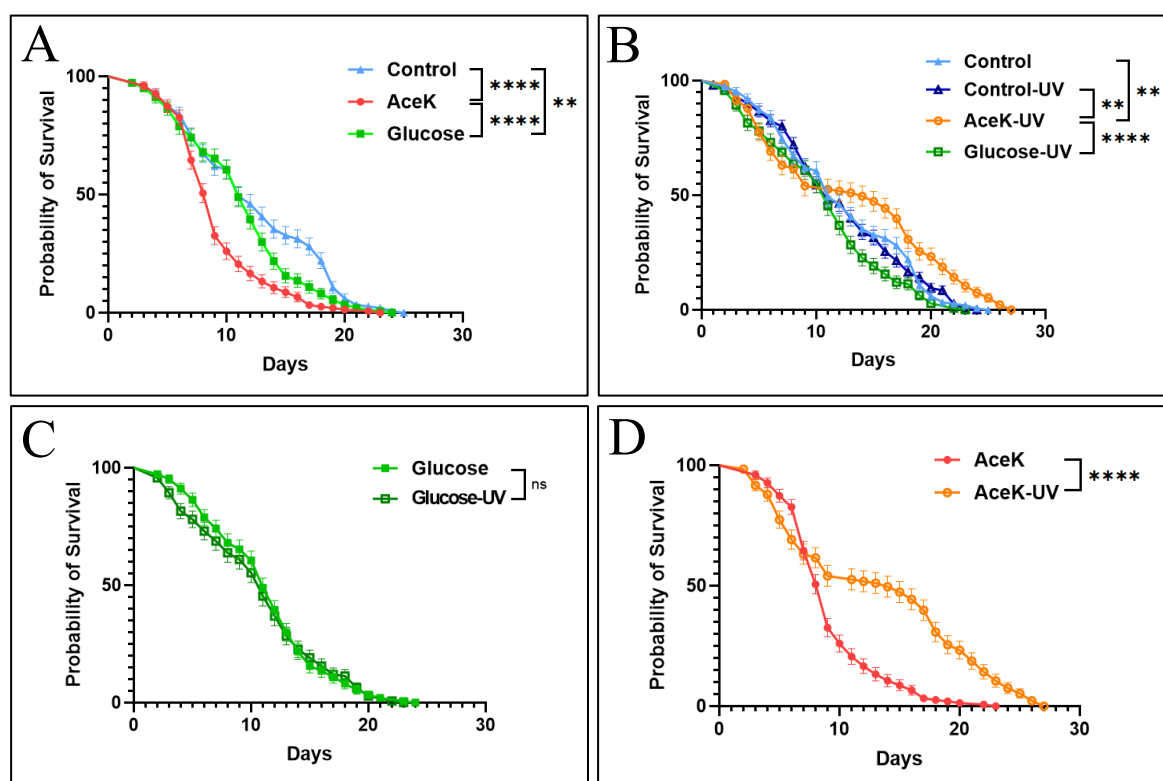 A
Control
AceK
Glucose
****
****
**
Probability of Survival
100
50
0
0 10 20 30
Days
B
Control
Control-UV
AceK-UV
Glucose-UV
**
**
****
Probability of Survival
100
50
0
0 10 20 30
Days
C
Glucose
Glucose-UV
ns
Probability of Survival
100
50
0
0 10 20 30
Days
D
AceK
AceK-UV
****
Probability of Survival
100
50
0
0 10 20 30
Days